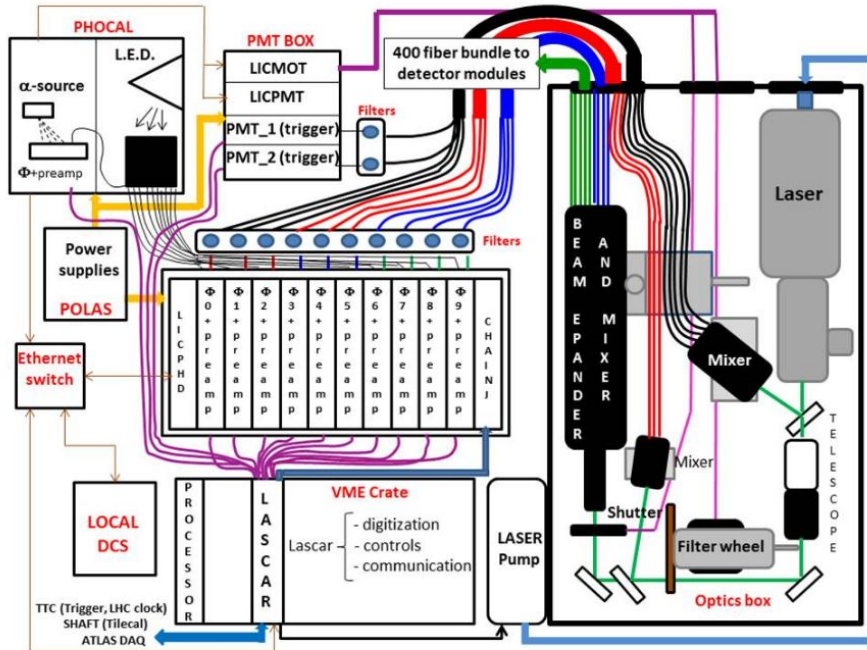 PHOCAL
L.E.D.
α-source
Φ+preamp
PMT BOX
LICMOT
LICPMT
PMT_1 (trigger)
PMT_2 (trigger)
Filters
400 fiber bundle to
detector modules
Laser
Power
supplies
POLAS
Filters
LICPHD
Φ0+preamp
Φ1+preamp
Φ2+preamp
Φ3+preamp
Φ4+preamp
Φ5+preamp
Φ6+preamp
Φ7+preamp
Φ8+preamp
Φ9+preamp
CHAINJ
BEAM EPANDER
AND MIXER
Mixer
TELESCOPE
Ethernet
switch
Mixer
LOCAL
DCS
PROCESSOR
LASCAR
VME Crate
Lascar
- digitization
- controls
- communication
LASER
Pump
Shutter
Filter wheel
Optics box
TTC (Trigger, LHC clock)
SHAFT (Tilecal)
ATLAS DAQ